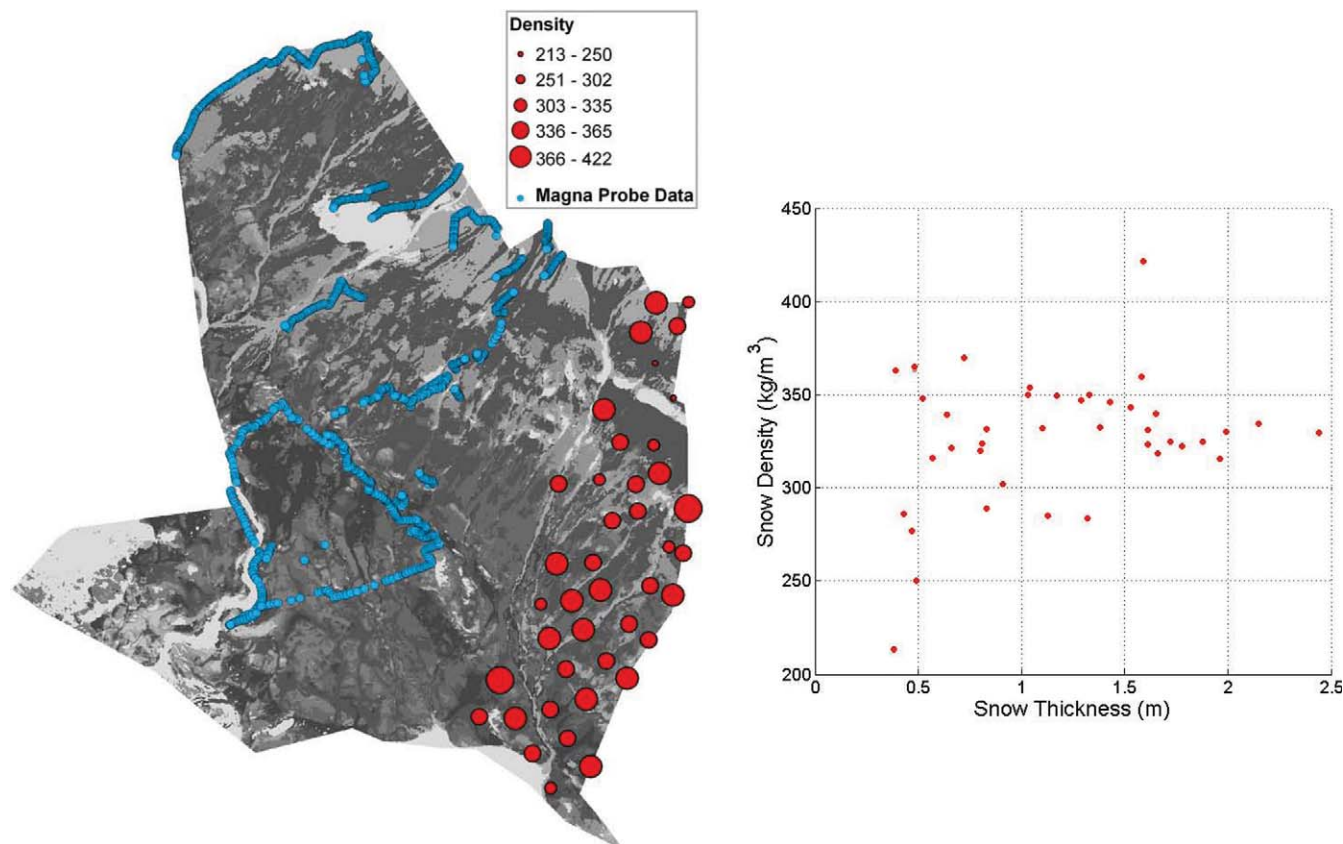 Density
213 - 250
251 - 302
303 - 335
336 - 365
366 - 422
Magna Probe Data
450
400
350
300
250
200
Snow Density (kg/m³)
0
0.5
1
1.5
2
2.5
Snow Thickness (m)